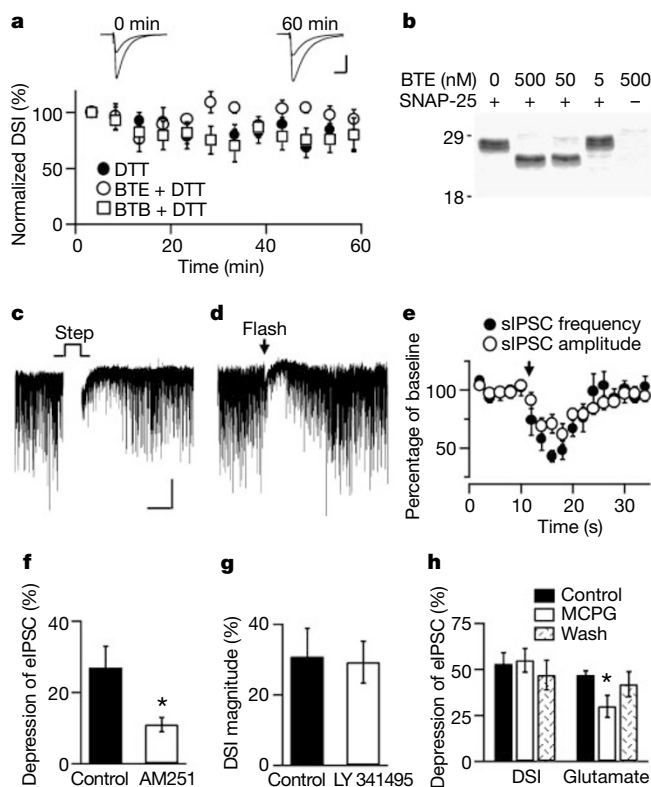 a
0 min
60 min
Normalized DSI (%)
100
50
0
DTT
BTE + DTT
BTB + DTT
0 20 40 60
Time (min)
b
BTE (nM) 0 500 50 5 500
SNAP-25 + + + + –
29
18
c
Step
d
Flash
e
sIPSC frequency
sIPSC amplitude
Percentage of baseline
100
50
0 10 20 30
Time (s)
f
Depression of eIPSC (%)
40
20
0
Control AM251
*
g
DSI magnitude (%)
40
20
0
Control LY 341495
h
Control
MCPG
Wash
Depression of eIPSC (%)
75
50
25
0
*
DSI Glutamate